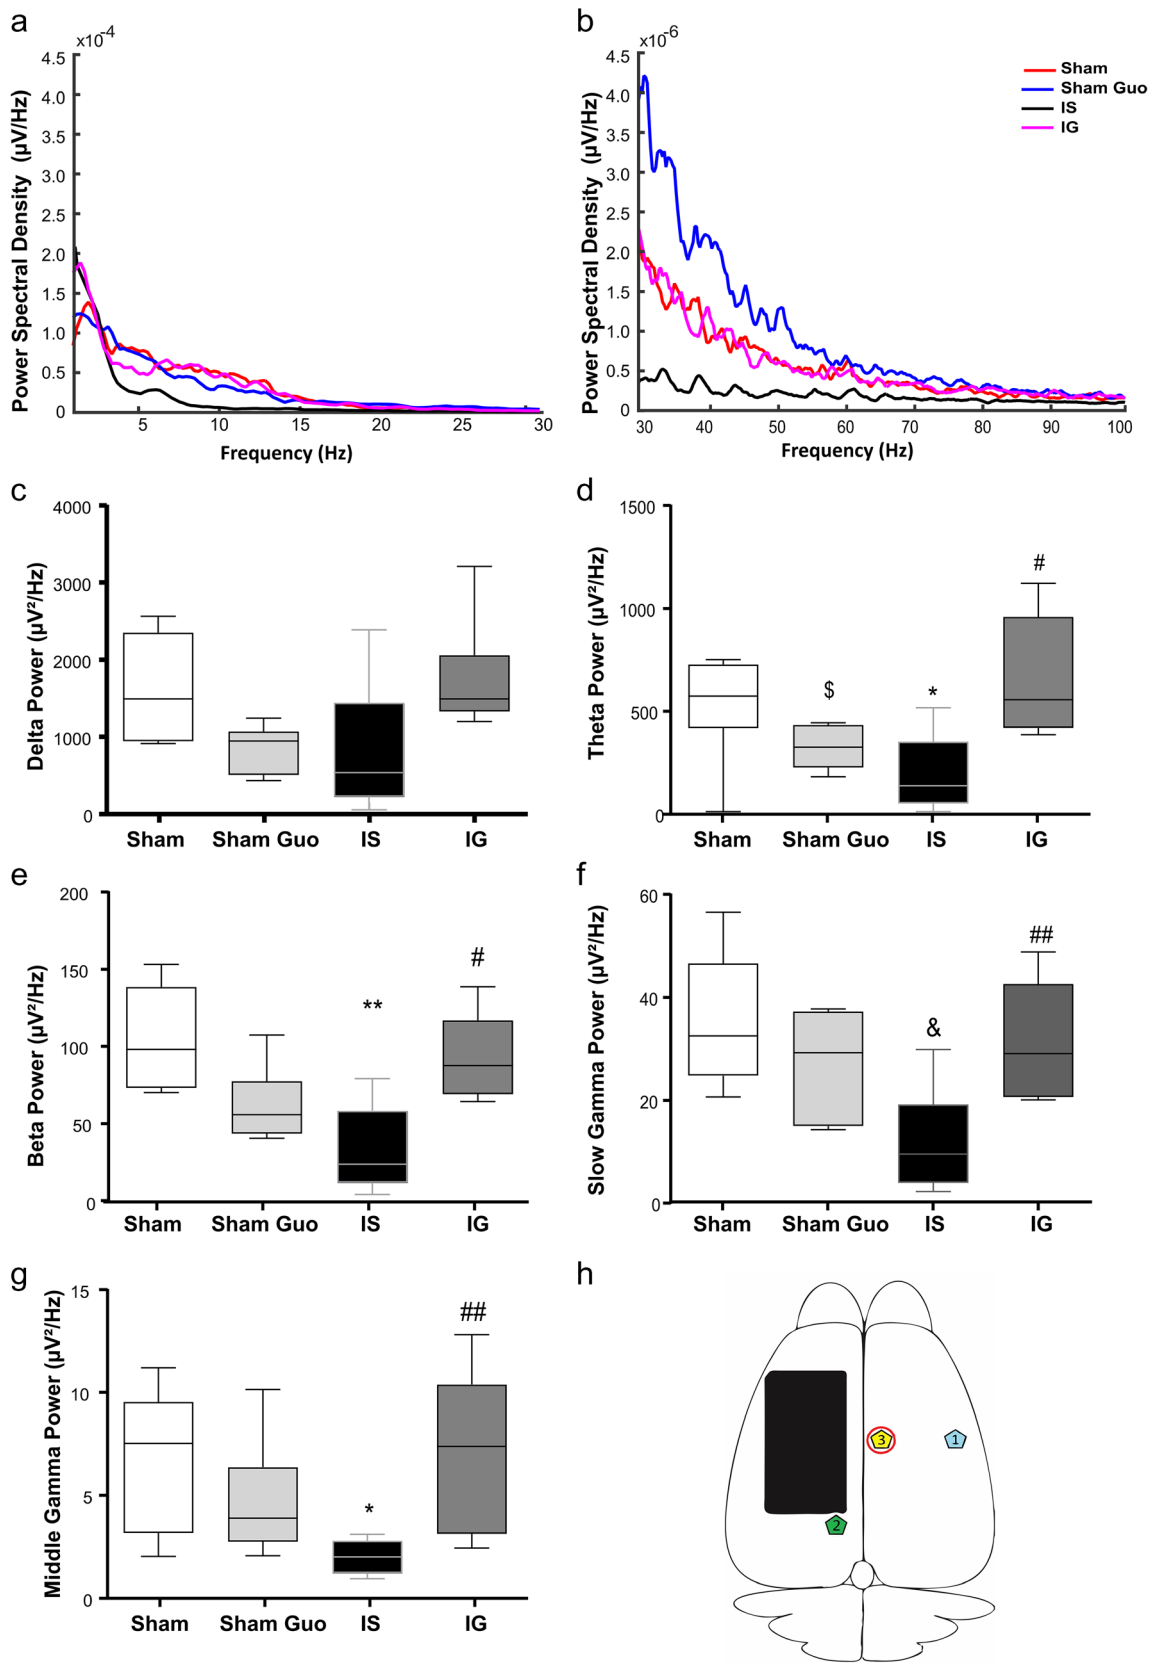 a
x10-4
4.5
4.0
3.5
3.0
2.5
2.0
1.5
1.0
0.5
0
Power Spectral Density (µV/Hz)
5
10
15
20
25
30
Frequency (Hz)
b
x10-6
4.5
4.0
3.5
3.0
2.5
2.0
1.5
1.0
0.5
0
Power Spectral Density (µV/Hz)
30
40
50
60
70
80
90
100
Frequency (Hz)
Sham
Sham Guo
IS
IG
c
4000
3000
2000
1000
0
Delta Power (µV²/Hz)
Sham
Sham Guo
IS
IG
d
1500
1000
500
0
Theta Power (µV²/Hz)
$
*
#
Sham
Sham Guo
IS
IG
e
200
150
100
50
0
Beta Power (µV²/Hz)
**
#
Sham
Sham Guo
IS
IG
f
60
40
20
0
Slow Gamma Power (µV²/Hz)
&
##
Sham
Sham Guo
IS
IG
g
15
10
5
0
Middle Gamma Power (µV²/Hz)
*
##
Sham
Sham Guo
IS
IG
h
3
1
2